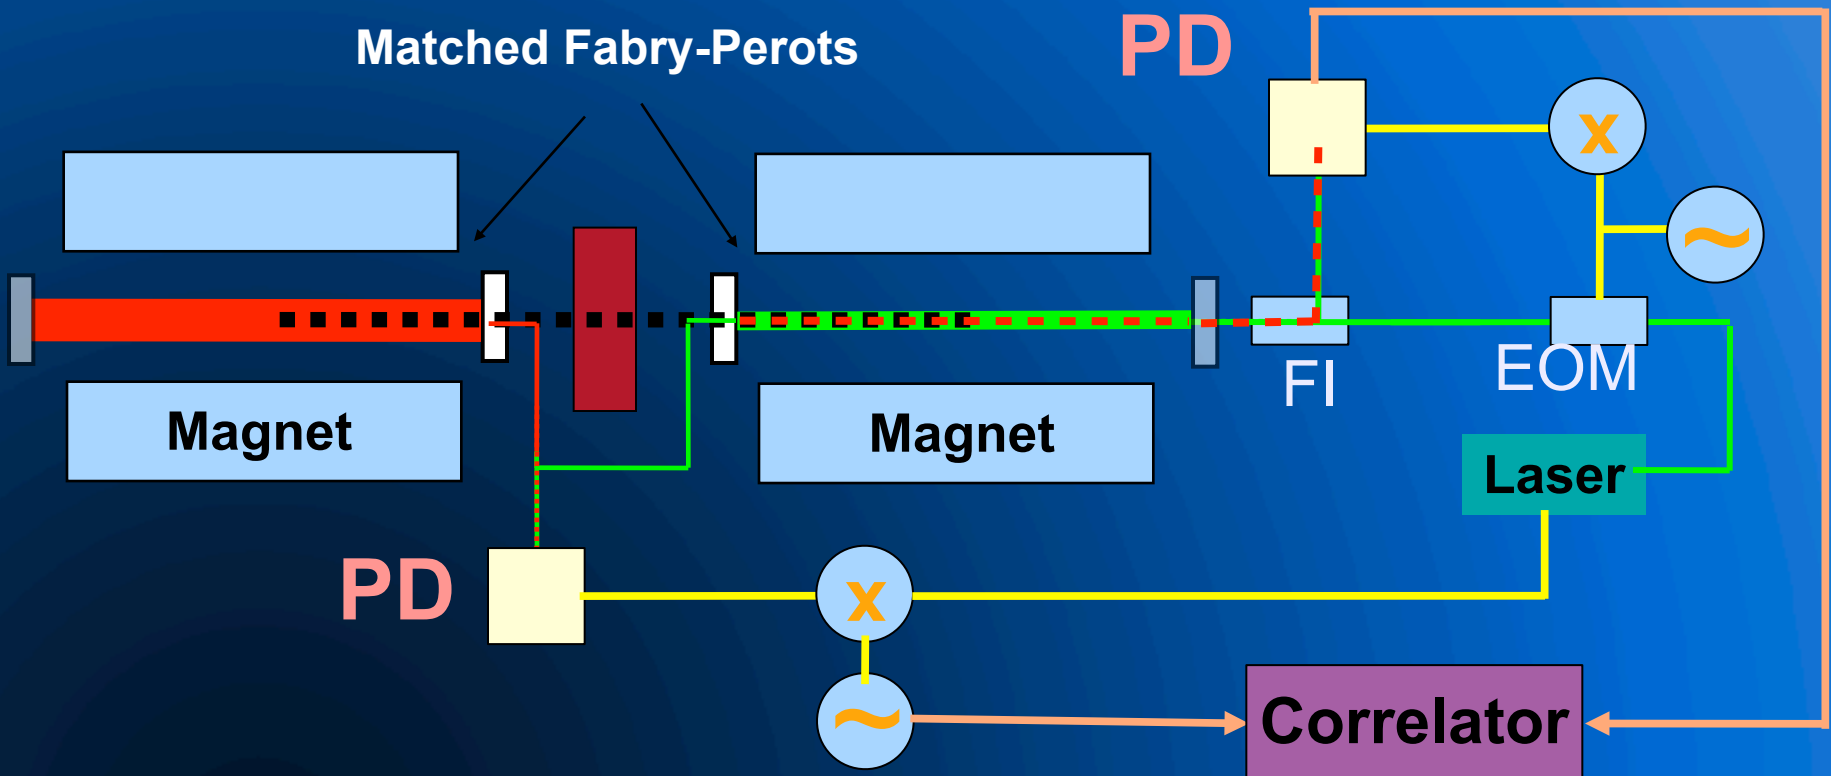 PD
Matched Fabry-Perots
x
~
FI
EOM
Magnet
Magnet
Laser
PD
x
~
Correlator